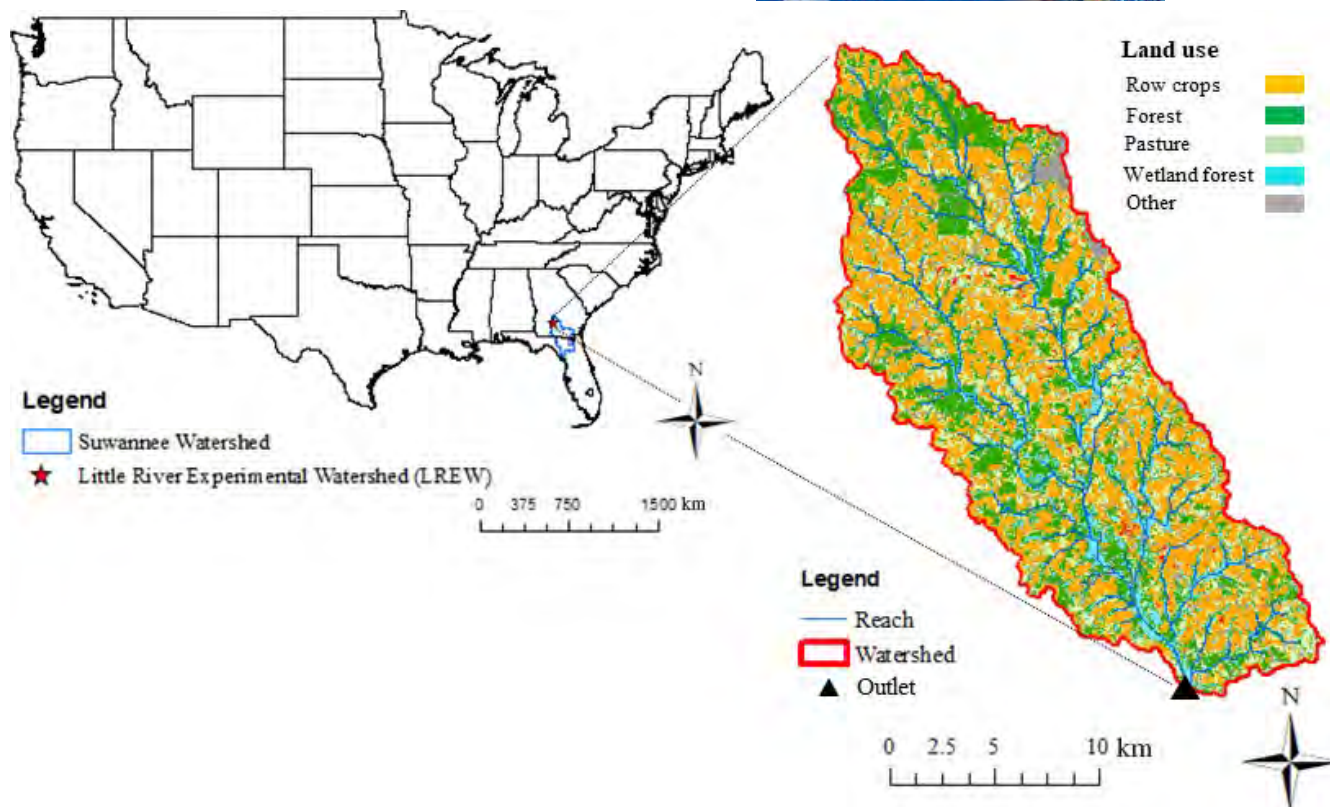 Land use
Row crops
Forest
Pasture
Wetland forest
Other
N
Legend
Suwannee Watershed
Little River Experimental Watershed (LREW)
0 375 750 1500 km
Legend
Reach
Watershed
Outlet
N
0 2.5 5 10 km